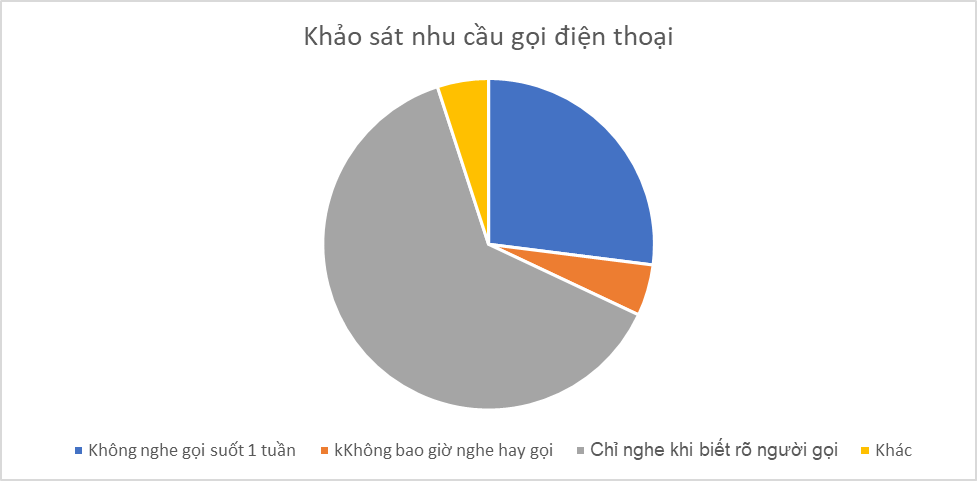 Khảo sát nhu cầu gọi điện thoại
Không nghe gọi suốt 1 tuần
kKhông bao giờ nghe hay gọi
Chỉ nghe khi biết rõ người gọi
Khác